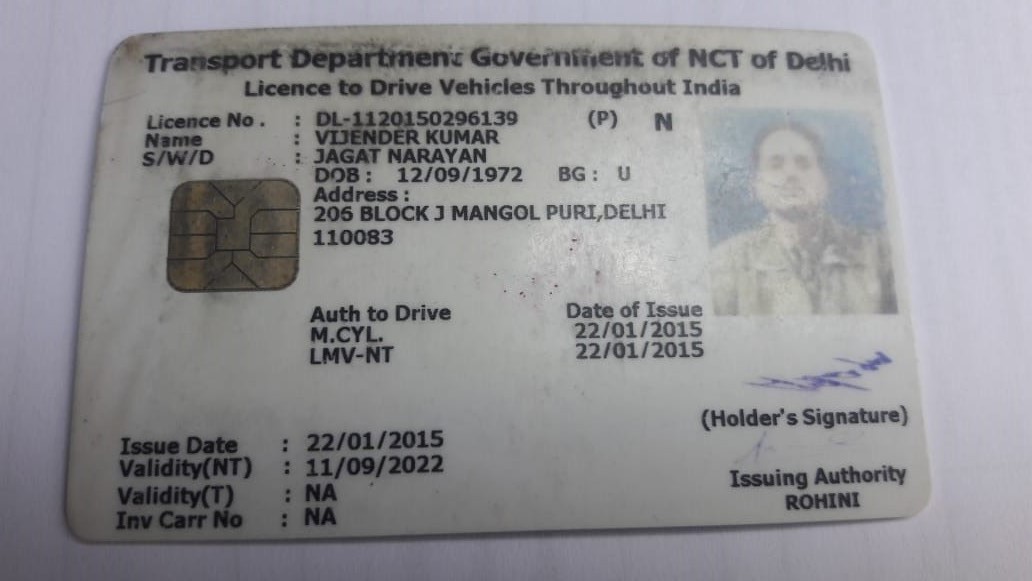 Transport Department Government of NCT of Delhi
Licence to Drive Vehicles Throughout India
Licence No. : DL-1120150296139 (P) N
Name : VIJENDER KUMAR
S/W/D : JAGAT NARAYAN
DOB : 12/09/1972 BG : U
Address :
206 BLOCK J MANGOL PURI,DELHI
110083
Auth to Drive Date of Issue
M.CYL. 22/01/2015
LMV-NT 22/01/2015
(Holder's Signature)
Issue Date : 22/01/2015
Validity(NT) : 11/09/2022
Validity(T) : NA
Inv Carr No : NA
Issuing Authority
ROHINI